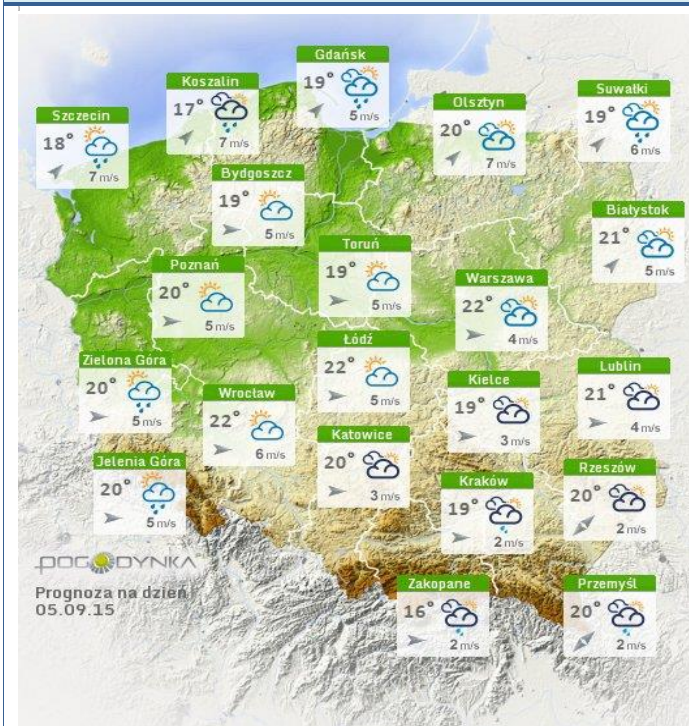 Gdańsk
19°
5 m/s
Koszalin
17°
7 m/s
Suwałki
19°
6 m/s
Olsztyn
20°
7 m/s
Szczecin
18°
7 m/s
Bydgoszcz
19°
5 m/s
Białystok
21°
5 m/s
Toruń
19°
5 m/s
Poznań
20°
5 m/s
Warszawa
22°
4 m/s
Łódź
22°
5 m/s
Zielona Góra
20°
5 m/s
Lublin
21°
4 m/s
Kielce
19°
3 m/s
Wrocław
22°
6 m/s
Katowice
20°
3 m/s
Jelenia Góra
20°
5 m/s
Rzeszów
20°
2 m/s
Kraków
19°
2 m/s
POGODYNKA
Prognoza na dzień
05.09.15
Zakopane
16°
2 m/s
Przemyśl
20°
2 m/s